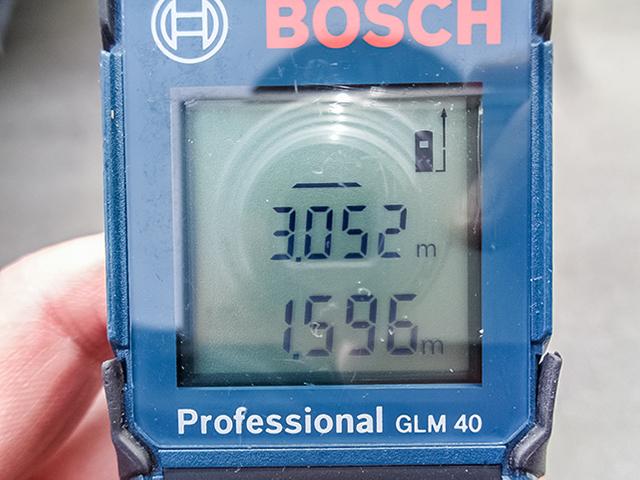 BOSCH
3.052 m
1.596 m
Professional GLM 40